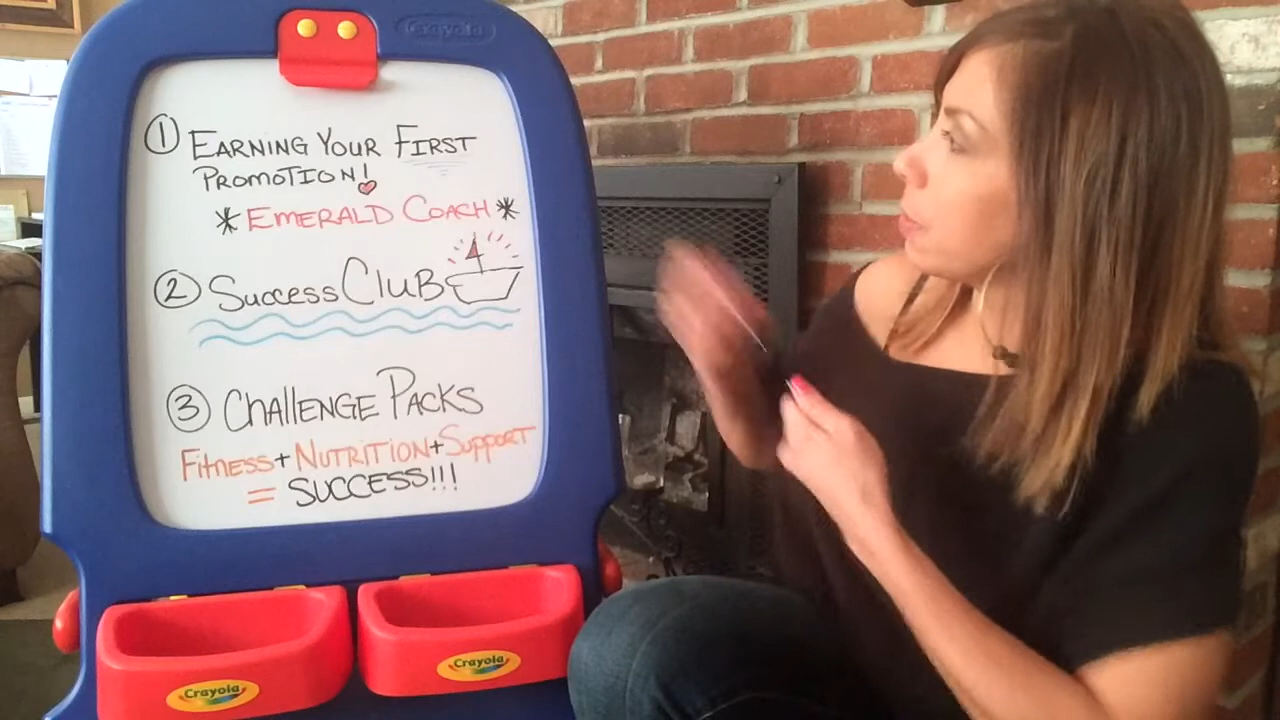 Crayola
① EARNING YOUR FIRST
PROMOTION!
* EMERALD COACH *
② SUCCESS CLUB
③ CHALLENGE PACKS
FITNESS + NUTRITION + SUPPORT
= SUCCESS!!!
Crayola
Crayola